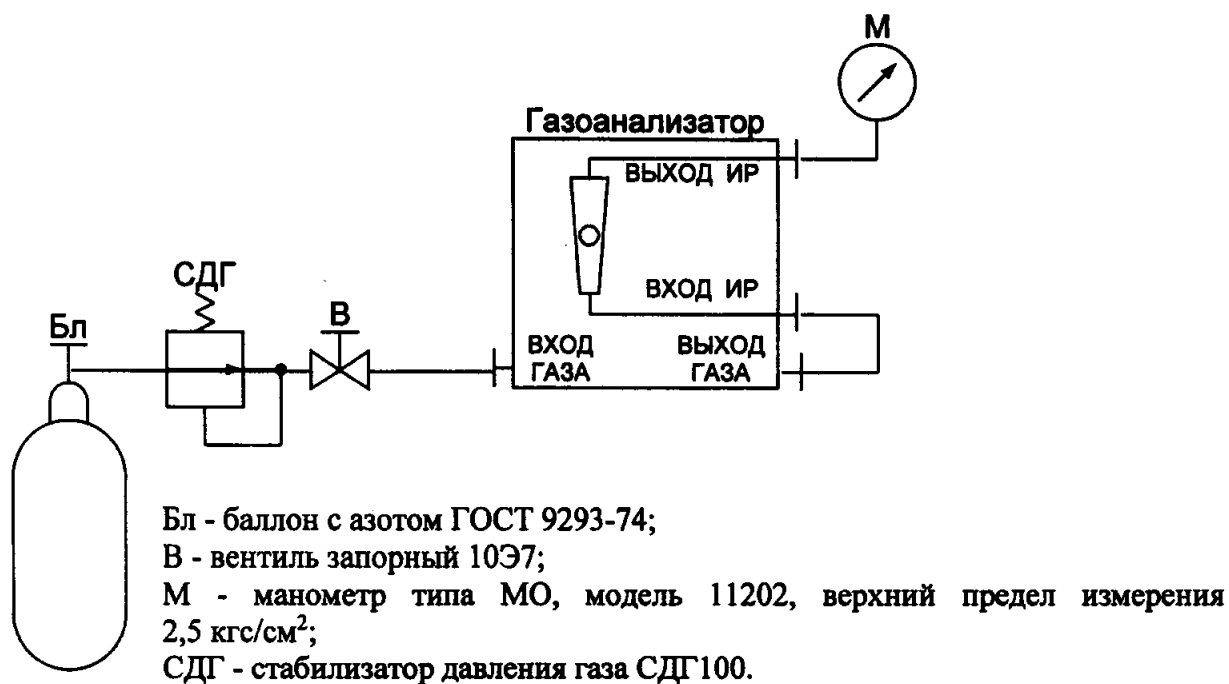 М
Газоанализатор
ВЫХОД ИР
СДГ
ВХОД ИР
Бл
В
ВХОД
ГАЗА
ВЫХОД
ГАЗА
Бл - баллон с азотом ГОСТ 9293-74;
В - вентиль запорный 10Э7;
М - манометр типа МО, модель 11202, верхний предел измерения
2,5 кгс/см²;
СДГ - стабилизатор давления газа СДГ100.